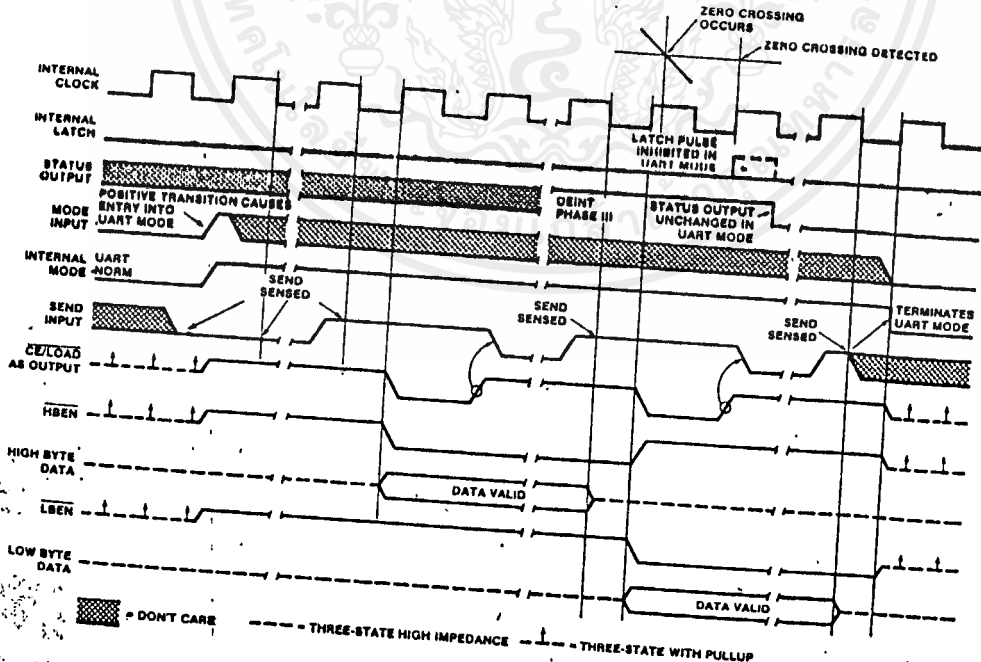 ZERO CROSSING
OCCURS
ZERO CROSSING DETECTED
INTERNAL
CLOCK
INTERNAL
LATCH
LATCH PULSE
INHIBITED IN
UART MODE
STATUS
OUTPUT
DEINT
PHASE III
STATUS OUTPUT
UNCHANGED IN
UART MODE
POSITIVE TRANSITION CAUSES
ENTRY INTO
UART MODE
MODE
INPUT
INTERNAL
MODE
UART
NORM
SEND
SENSED
SEND
SENSED
SEND
SENSED
TERMINATES
UART MODE
SEND
INPUT
CE/LOAD
AS OUTPUT
HBEN
HIGH BYTE
DATA
DATA VALID
LBEN
LOW BYTE
DATA
DATA VALID
= DON'T CARE
= THREE-STATE HIGH IMPEDANCE
= THREE-STATE WITH PULLUP